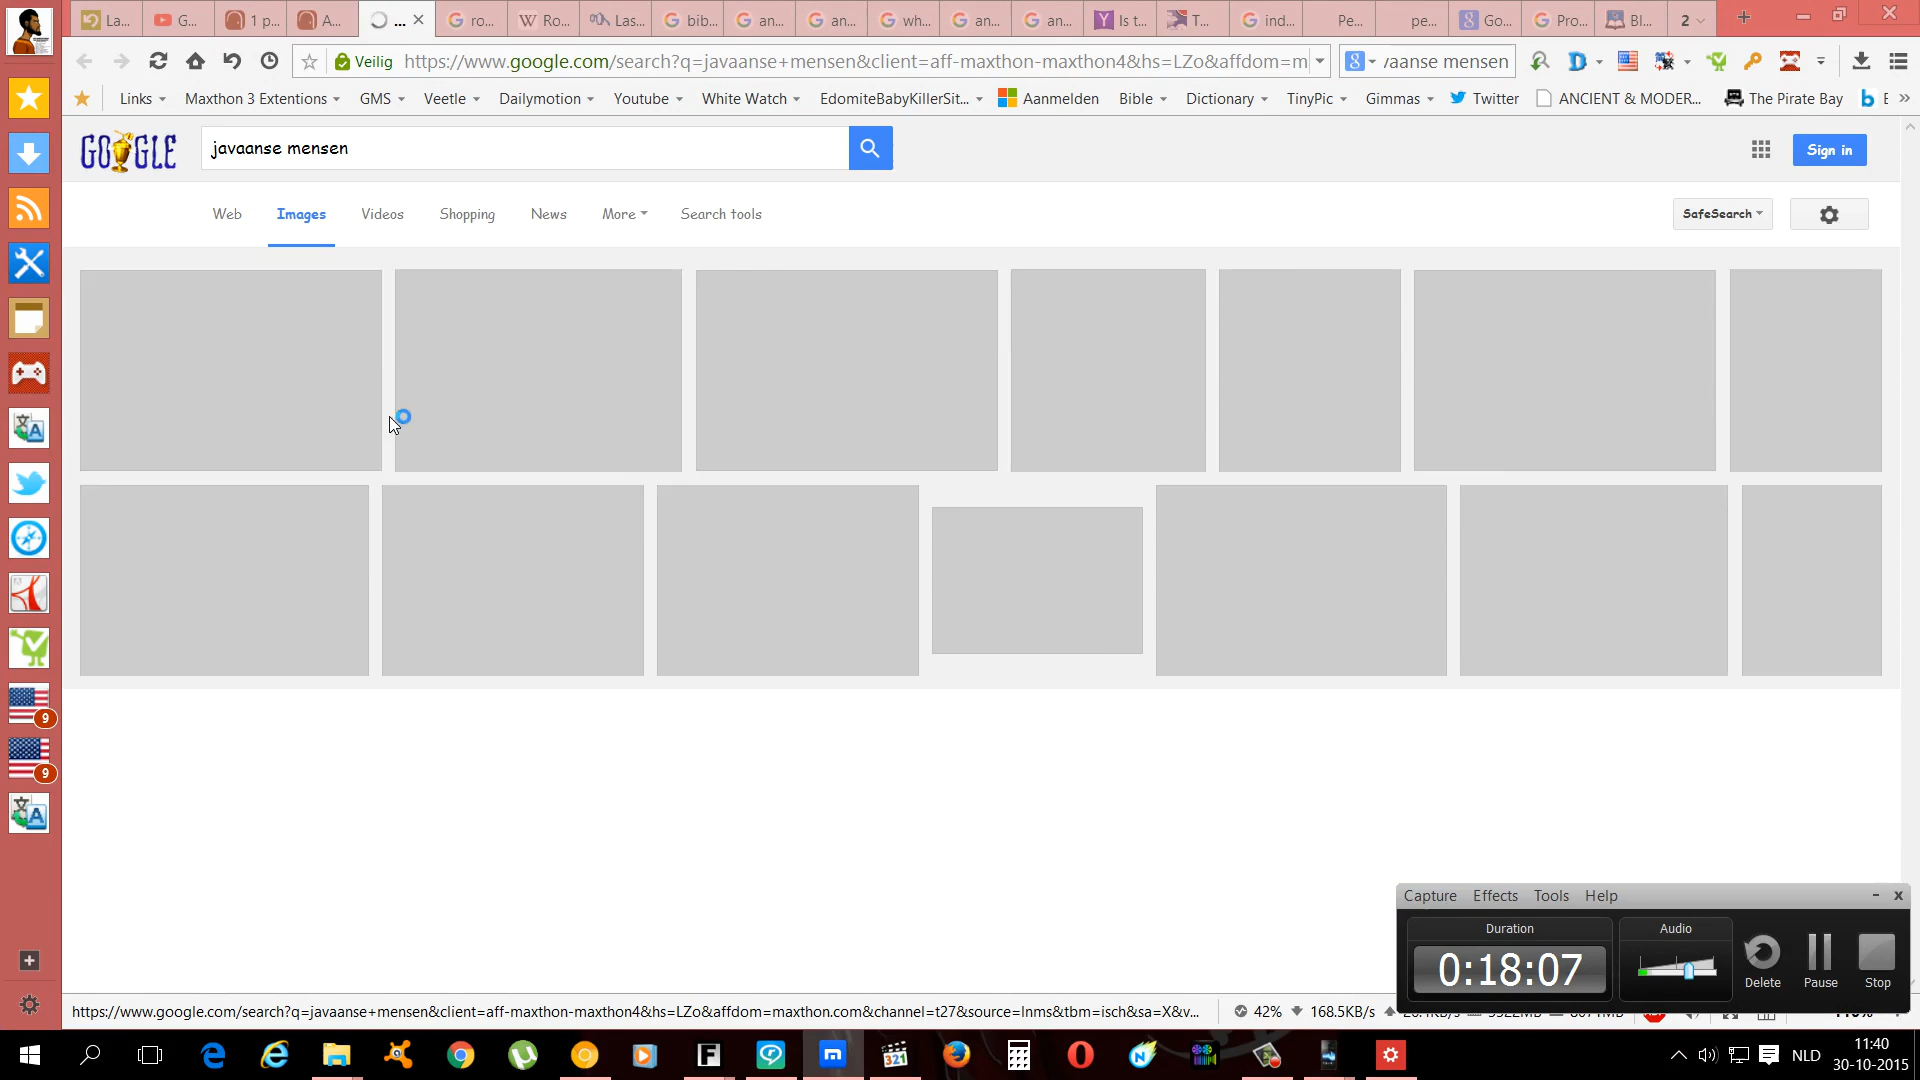 La... G... 1 p... A... ... ro... Ro... Las... bib... an... an... wh... an... an... Is t... T... ind... Pe... pe... Go... Pro... Bl... 2
Veilig https://www.google.com/search?q=javaanse+mensen&client=aff-maxthon-maxthon4&hs=LZo&affdom=m
vaanse mensen
Links Maxthon 3 Extentions GMS Veetle Dailymotion Youtube White Watch EdomiteBabyKillerSit... Aanmelden Bible Dictionary TinyPic Gimmas Twitter ANCIENT & MODER... The Pirate Bay
GOOGLE
javaanse mensen
Sign in
Web Images Videos Shopping News More Search tools
SafeSearch
9
9
Capture Effects Tools Help
Duration Audio
0:18:07
Delete Pause Stop
https://www.google.com/search?q=javaanse+mensen&client=aff-maxthon-maxthon4&hs=LZo&affdom=maxthon.com&channel=t27&source=lnms&tbm=isch&sa=X&v... 42% 168.5KB/s
321
NLD
11:40
30-10-2015